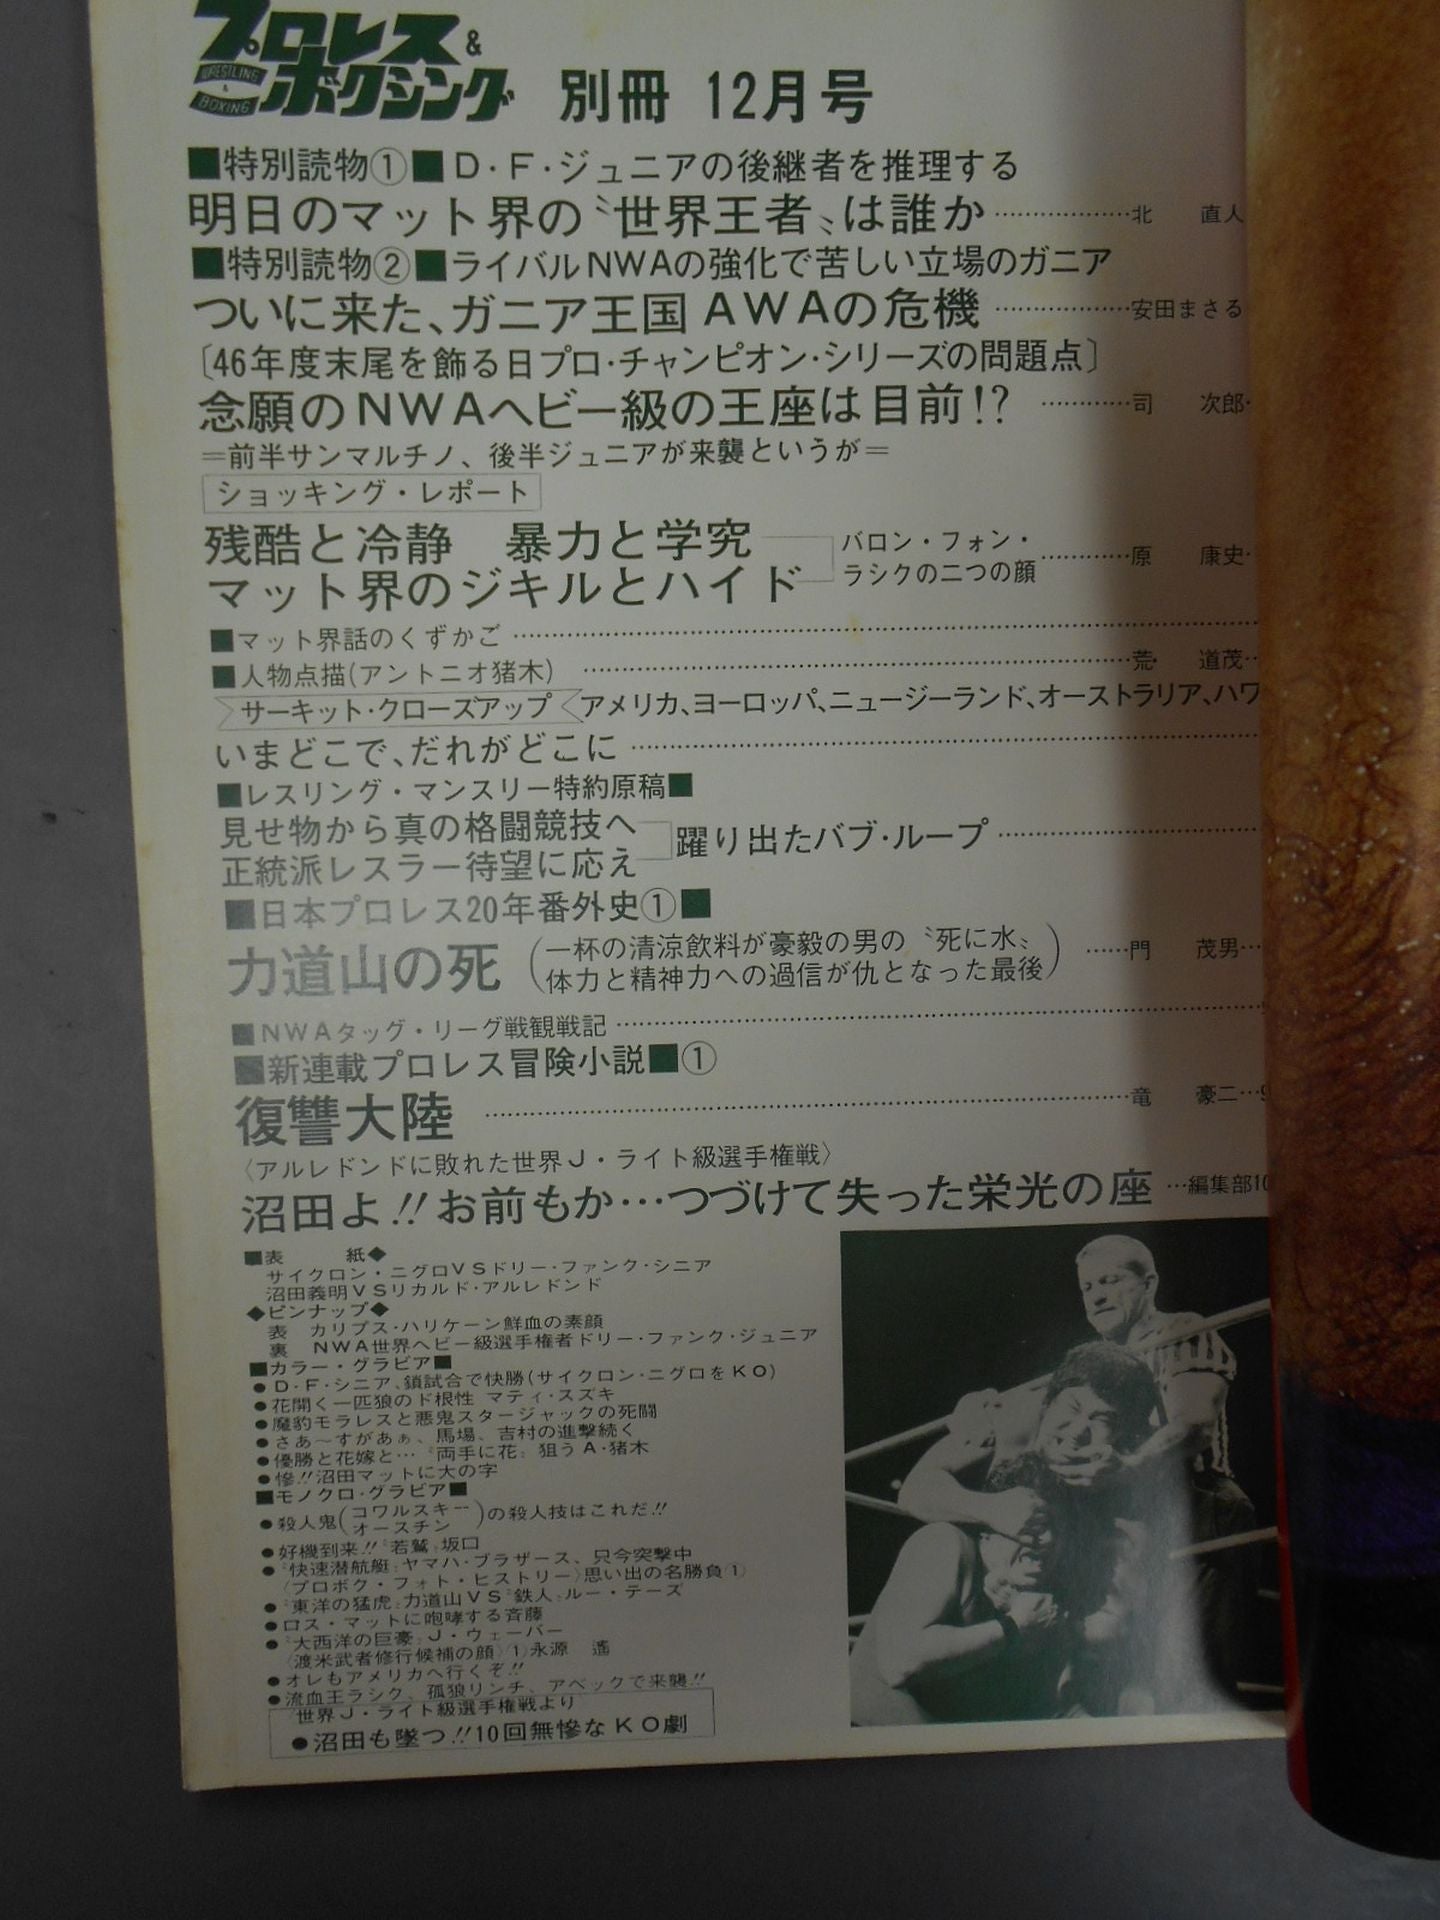 プロレス&
WRESTLING & BOXING
ボクシング 別冊 12月号
■特別読物①■D・F・ジュニアの後継者を推理する
明日のマット界の〝世界王者〟は誰か………………北 直人
■特別読物②■ライバルNWAの強化で苦しい立場のガニア
ついに来た、ガニア王国AWAの危機………………安田まさる
〔46年度末尾を飾る日プロ・チャンピオン・シリーズの問題点〕
念願のNWAヘビー級の王座は目前!?…………司 次郎
=前半サンマルチノ、後半ジュニアが来襲というが=
ショッキング・レポート
残酷と冷静 暴力と学究
マット界のジキルとハイド
バロン・フォン・
ラシクの二つの顔…………原 康史
■マット界話のくずかご
■人物点描(アントニオ猪木)………………荒 道茂
サーキット・クローズアップ アメリカ、ヨーロッパ、ニュージーランド、オーストラリア、ハワ
いまどこで、だれがどこに
■レスリング・マンスリー特約原稿■
見せ物から真の格闘競技へ
正統派レスラー待望に応え
躍り出たバブ・ループ
■日本プロレス20年番外史①■
力道山の死(一杯の清涼飲料が豪毅の男の〝死に水〟
体力と精神力への過信が仇となった最後)……門 茂男
■NWAタッグ・リーグ戦観戦記
■新連載プロレス冒険小説■①
復讐大陸………………竜 豪二…9
〈アルレドンドに敗れた世界J・ライト級選手権戦〉
沼田よ!!お前もか…つづけて失った栄光の座…編集部10
■表 紙◆
サイクロン・ニグロVSドリー・ファンク・シニア
沼田義明VSリカルド・アルレドンド
◆ピンナップ◆
表 カリプス・ハリケーン鮮血の素顔
裏 NWA世界ヘビー級選手権者ドリー・ファンク・ジュニア
■カラー・グラビア■
●D・F・シニア、鎖試合で快勝(サイクロン・ニグロをKO)
●花開く一匹狼のド根性 マティ・スズキ
●魔豹モラレスと悪鬼スタージャックの死闘
●さあ〜すがあぁ、馬場、吉村の進撃続く
●優勝と花嫁と…〝両手に花〟狙うA・猪木
●惨!!沼田マットに大の字
■モノクロ・グラビア■
●殺人鬼(コワルスキー
オースチン)の殺人技はこれだ!!
●好機到来!!〝若鷲〟坂口
●〝快速潜航艇〟ヤマハ・ブラザース、只今突撃中
〈プロボク・フォト・ヒストリー〉思い出の名勝負(1)
●〝東洋の猛虎〟力道山VS〝鉄人〟ルー・テーズ
●ロス・マットに咆哮する斉藤
●〝大西洋の巨豪〟J・ウェーバー
〈渡米武者修行候補の顔〉(1)永源 遙
●オレもアメリカへ行くぞ!!
●流血王ラシク、孤狼リンチ、アベックで来襲!!
世界J・ライト級選手権戦より
●沼田も墜つ!!10回無惨なKO劇